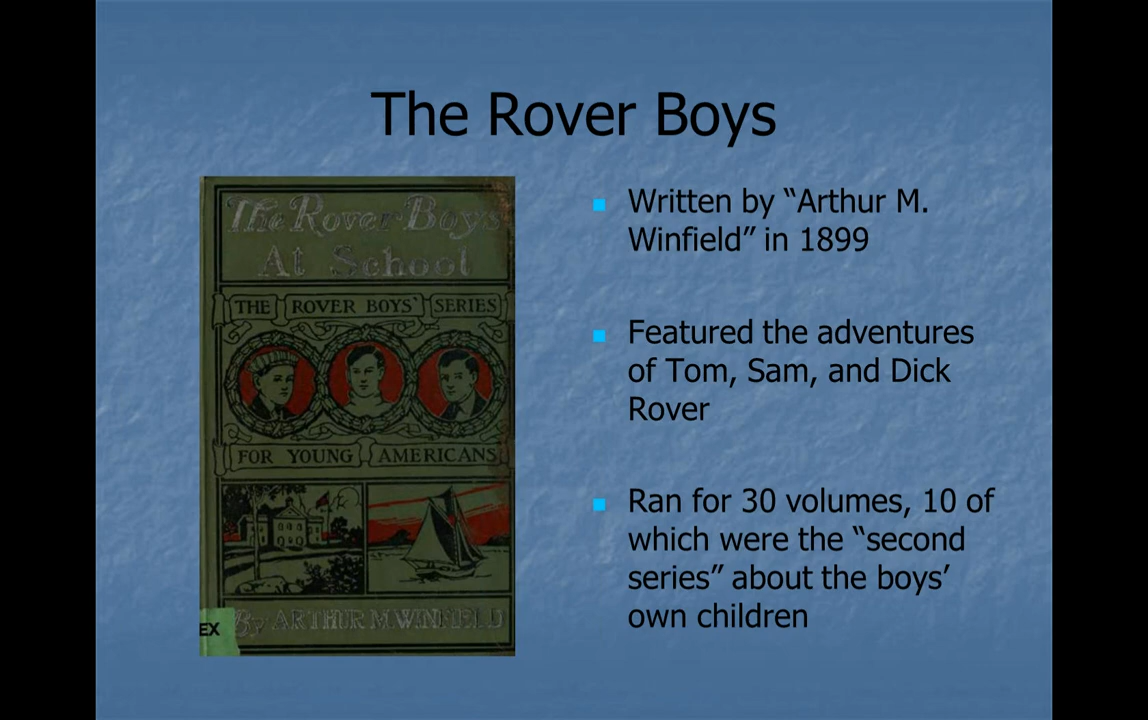 The Rover Boys
The Rover Boys
At School
THE ROVER BOYS' SERIES
FOR YOUNG AMERICANS
By ARTHUR M. WINFIELD
EX
Written by “Arthur M.
Winfield” in 1899
Featured the adventures
of Tom, Sam, and Dick
Rover
Ran for 30 volumes, 10 of
which were the “second
series” about the boys’
own children